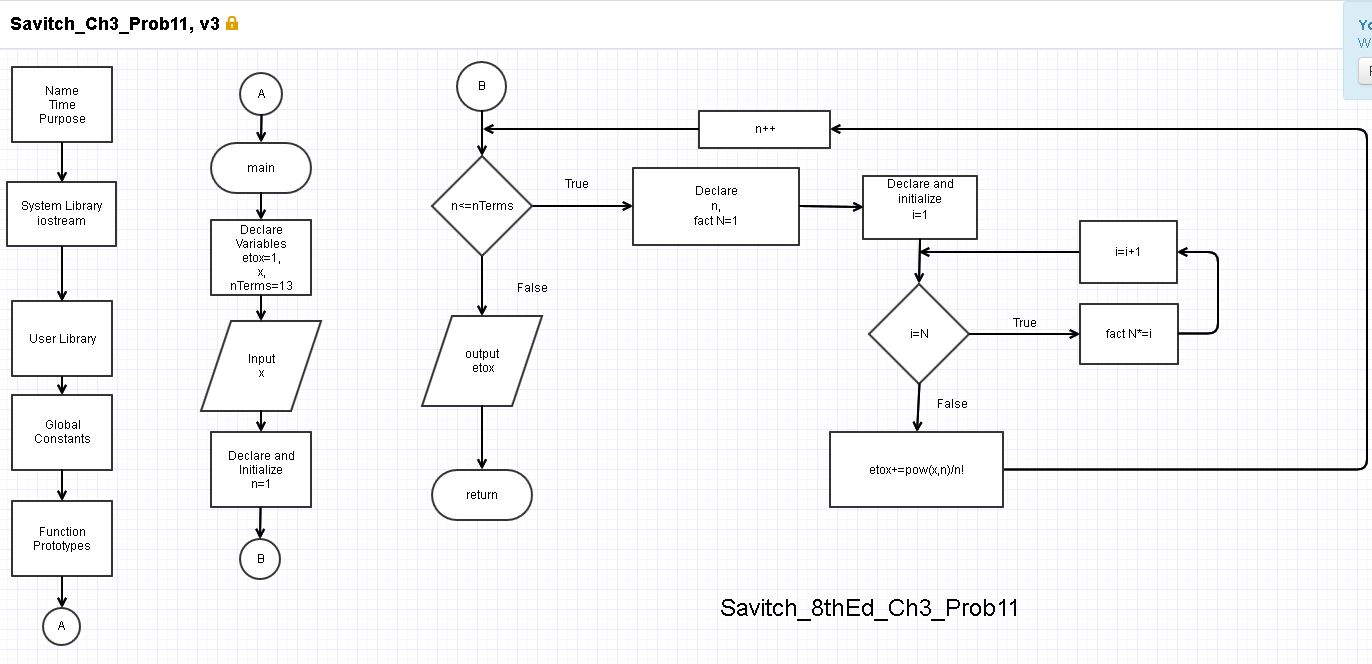 Savitch_Ch3_Prob11, v3
Name
Time
Purpose
System Library
iostream
User Library
Global
Constants
Function
Prototypes
A
A
main
Declare
Variables
etox=1,
x,
nTerms=13
Input
x
Declare and
Initialize
n=1
B
B
n<=nTerms
True
False
output
etox
return
n++
Declare
n,
fact N=1
Declare and
initialize
i=1
i=N
True
False
i=i+1
fact N*=i
etox+=pow(x,n)/n!
Savitch_8thEd_Ch3_Prob11